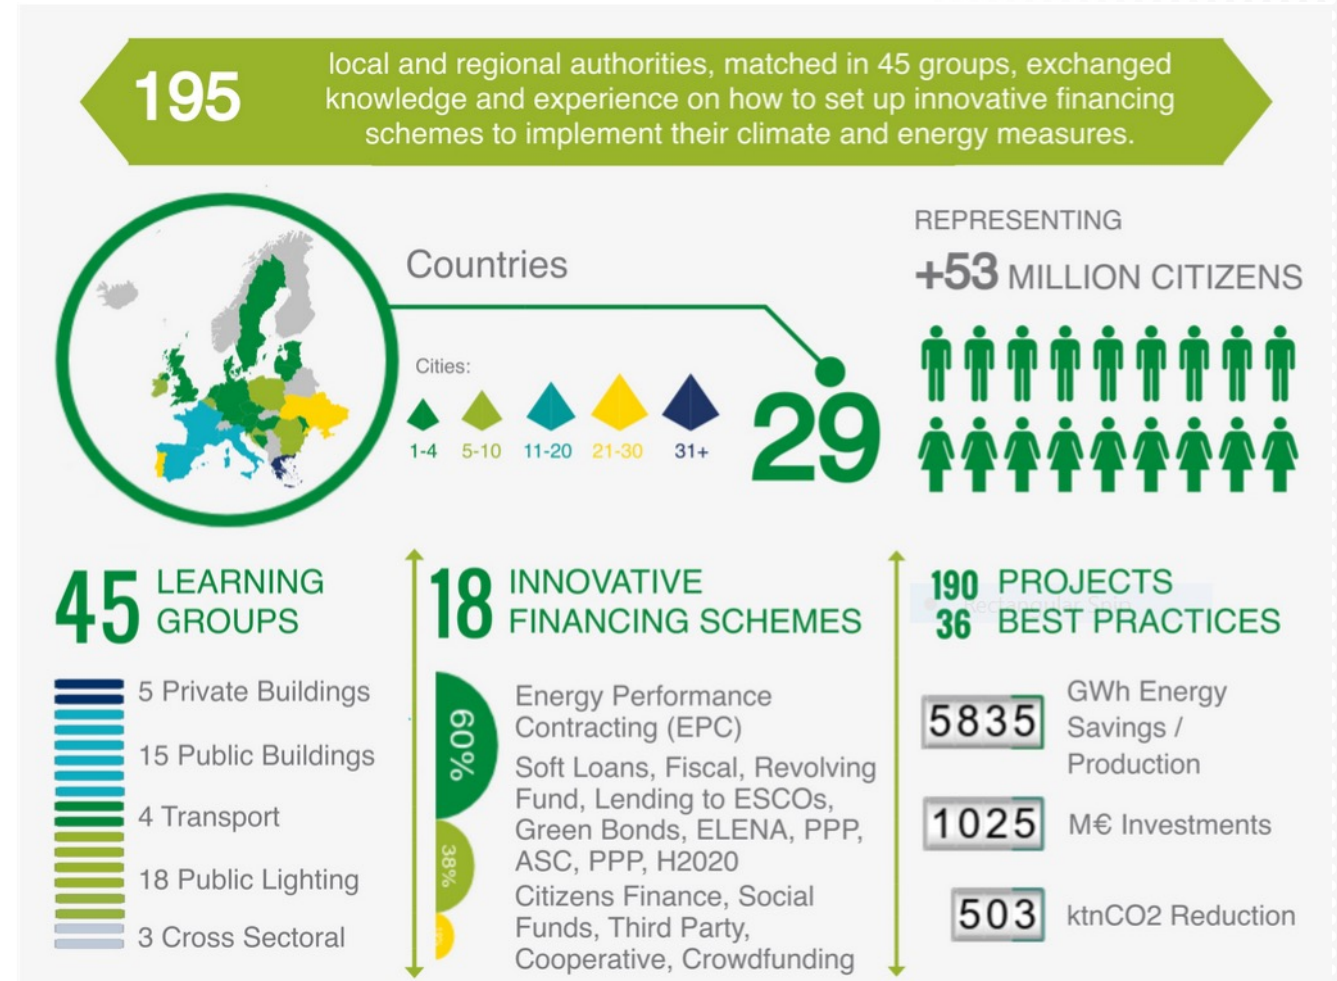 195
local and regional authorities, matched in 45 groups, exchanged
knowledge and experience on how to set up innovative financing
schemes to implement their climate and energy measures.
Countries
Cities:
1-4
5-10
11-20
21-30
31+
29
REPRESENTING
+53 MILLION CITIZENS
45 LEARNING
GROUPS
5 Private Buildings
15 Public Buildings
4 Transport
18 Public Lighting
3 Cross Sectoral
18 INNOVATIVE
FINANCING SCHEMES
60%
Energy Performance
Contracting (EPC)
38%
Soft Loans, Fiscal, Revolving
Fund, Lending to ESCOs,
Green Bonds, ELENA, PPP,
ASC, PPP, H2020
Citizens Finance, Social
Funds, Third Party,
Cooperative, Crowdfunding
190 PROJECTS
36 BEST PRACTICES
Rectangular Snip
5835
GWh Energy
Savings /
Production
1025 M€ Investments
503 ktnCO2 Reduction